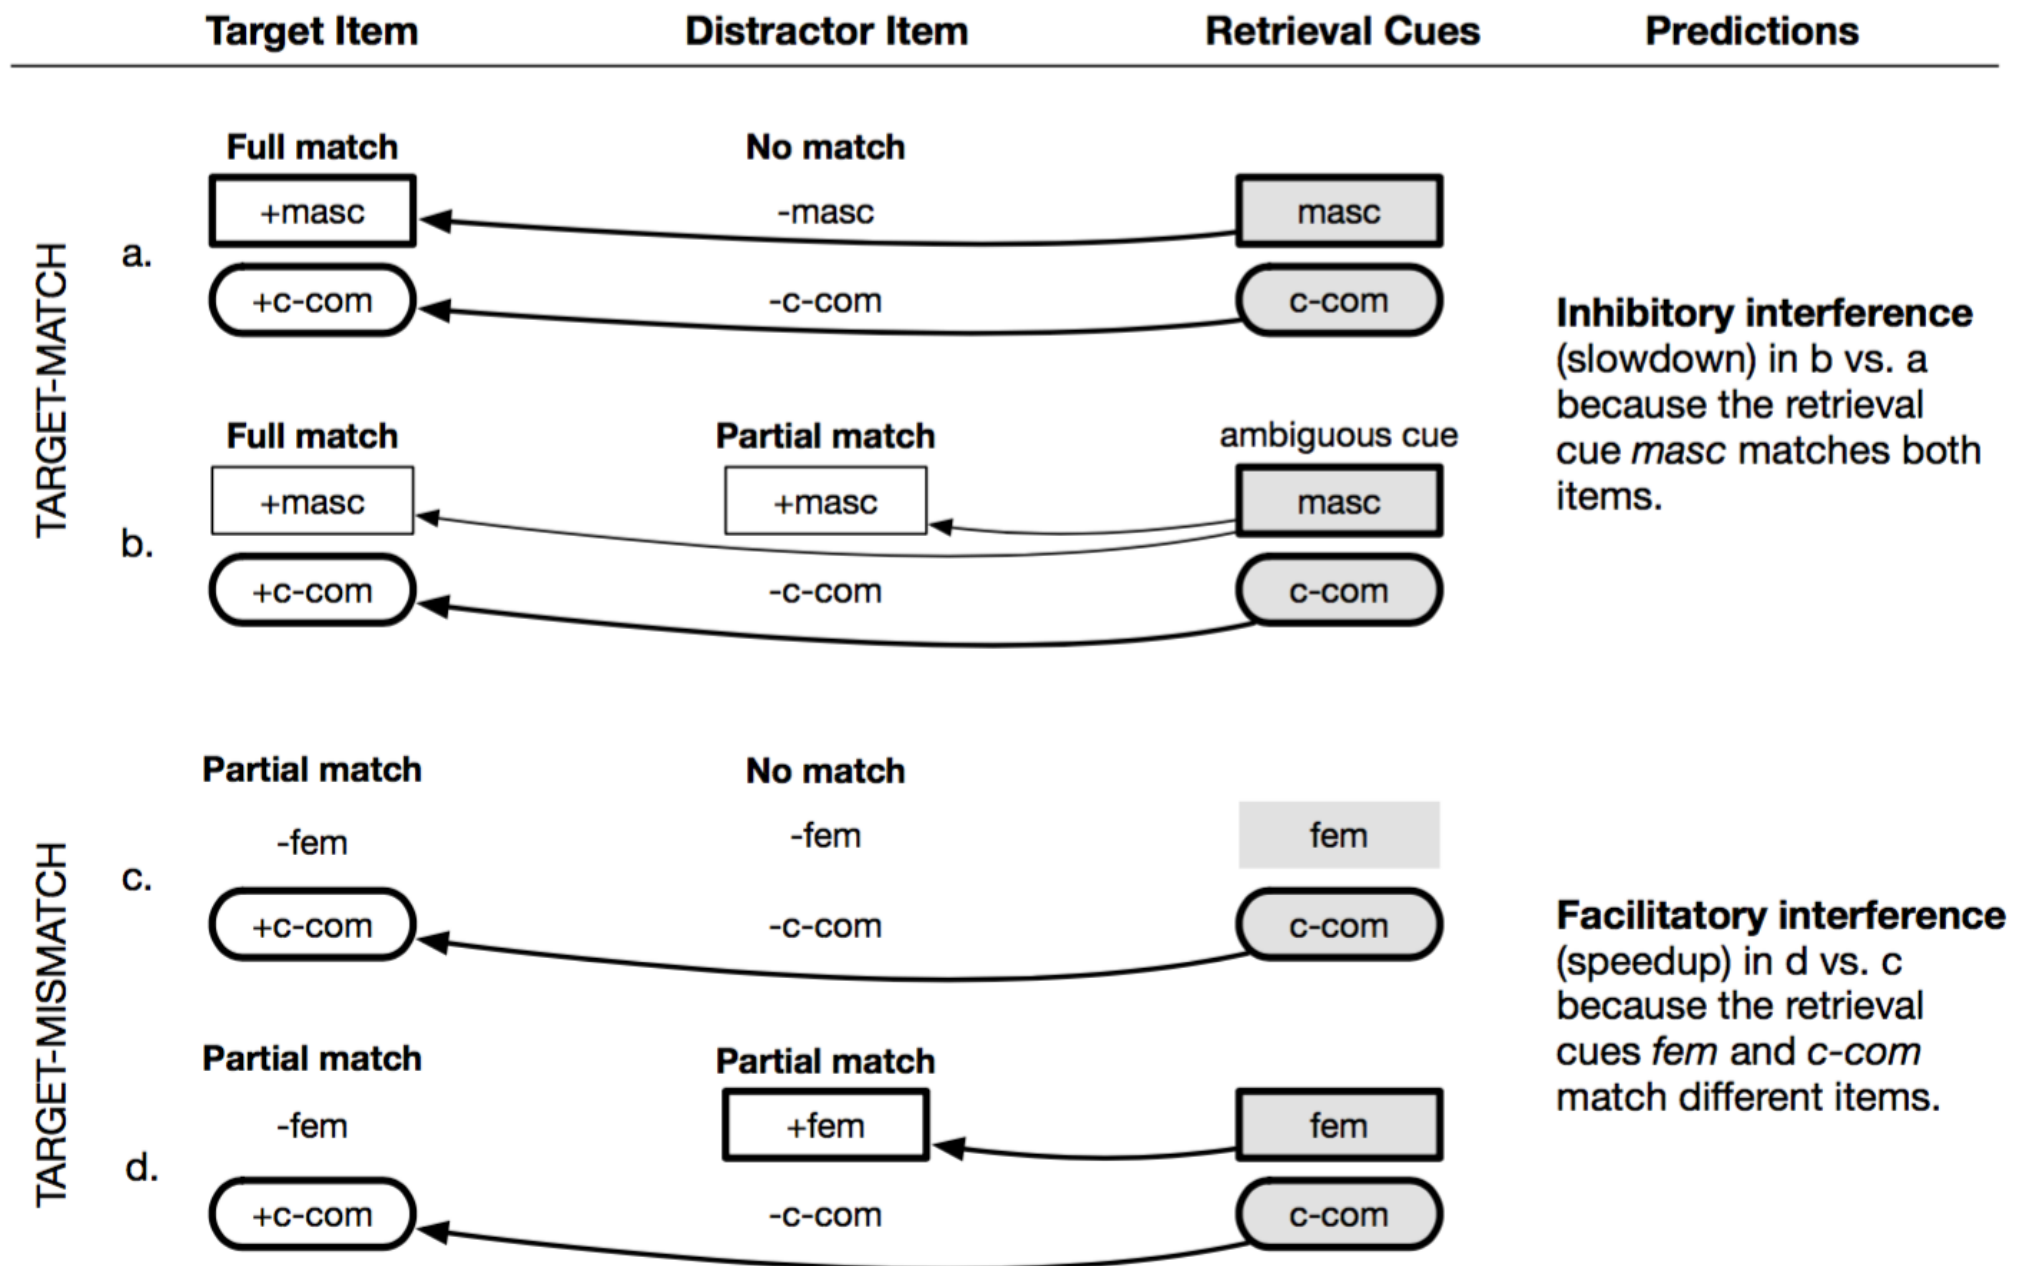 Target Item Distractor Item Retrieval Cues Predictions
TARGET-MATCH
a.
Full match No match
+masc -masc masc
+c-com -c-com c-com
b.
Full match Partial match ambiguous cue
+masc +masc masc
+c-com -c-com c-com
Inhibitory interference
(slowdown) in b vs. a
because the retrieval
cue masc matches both
items.
TARGET-MISMATCH
c.
Partial match No match
-fem -fem fem
+c-com -c-com c-com
d.
Partial match Partial match
-fem +fem fem
+c-com -c-com c-com
Facilitatory interference
(speedup) in d vs. c
because the retrieval
cues fem and c-com
match different items.